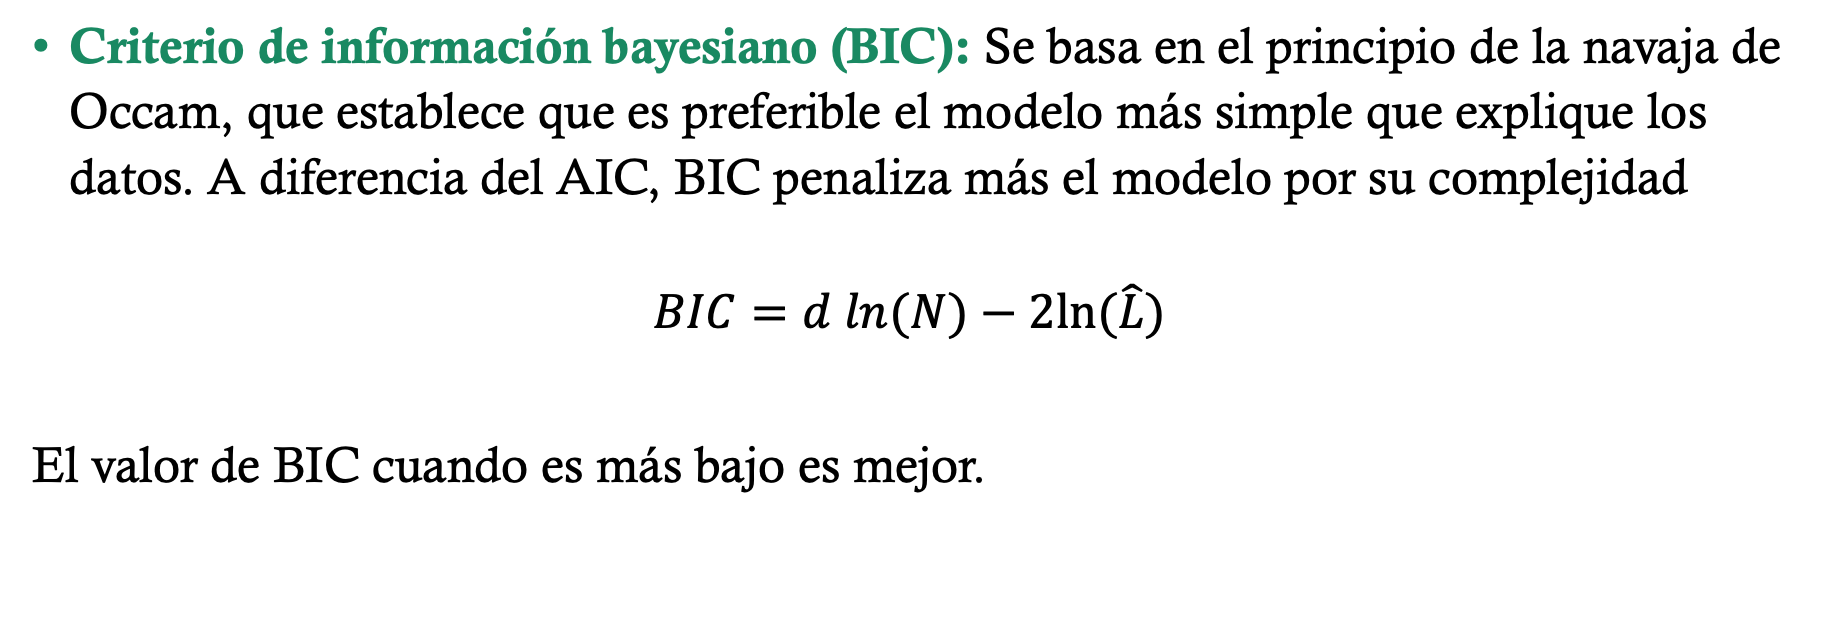 • Criterio de información bayesiano (BIC): Se basa en el principio de la navaja de
Occam, que establece que es preferible el modelo más simple que explique los
datos. A diferencia del AIC, BIC penaliza más el modelo por su complejidad
BIC = d ln(N) − 2ln(L̂)
El valor de BIC cuando es más bajo es mejor.